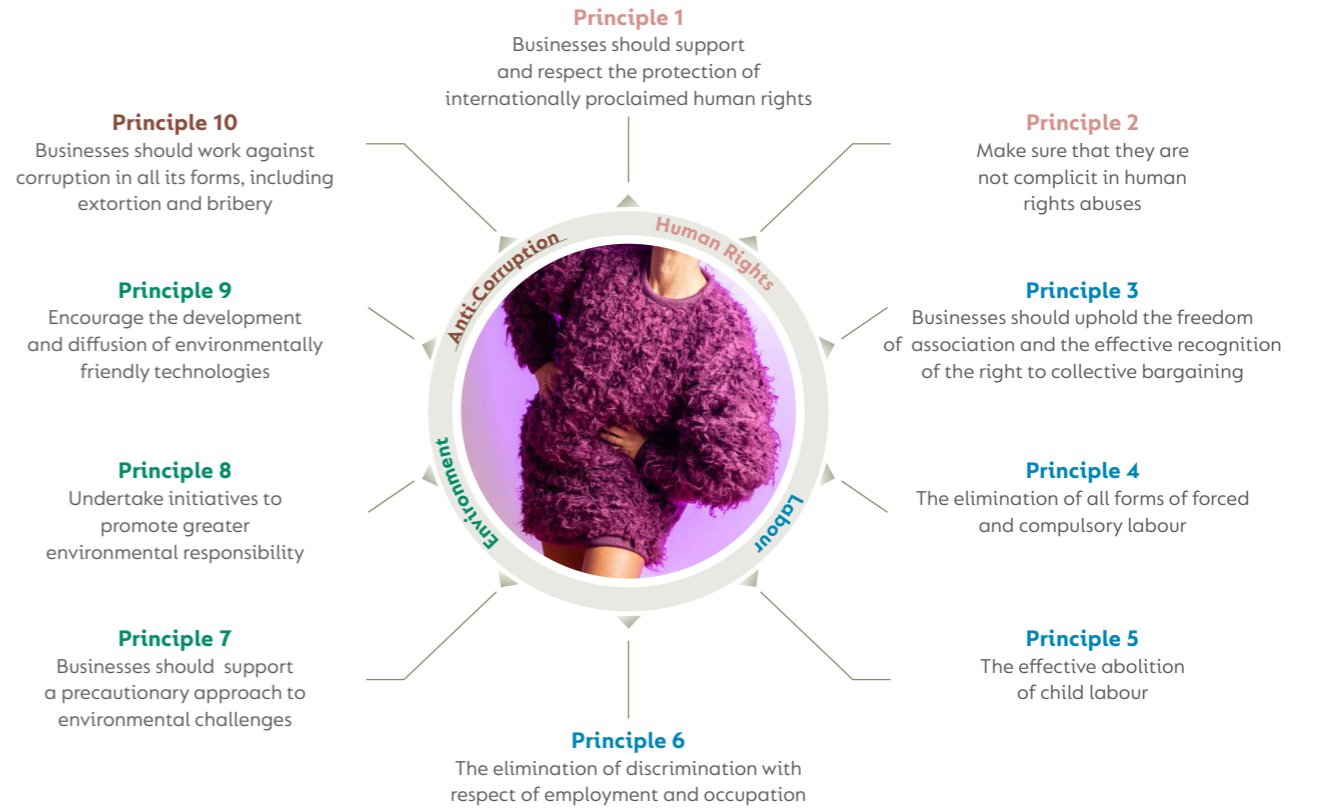 Principle 1
Businesses should support
and respect the protection of
internationally proclaimed human rights
Principle 2
Make sure that they are
not complicit in human
rights abuses
Principle 3
Businesses should uphold the freedom
of association and the effective recognition
of the right to collective bargaining
Principle 4
The elimination of all forms of forced
and compulsory labour
Principle 5
The effective abolition
of child labour
Principle 6
The elimination of discrimination with
respect of employment and occupation
Principle 7
Businesses should support
a precautionary approach to
environmental challenges
Principle 8
Undertake initiatives to
promote greater
environmental responsibility
Principle 9
Encourage the development
and diffusion of environmentally
friendly technologies
Principle 10
Businesses should work against
corruption in all its forms, including
extortion and bribery
Human Rights
Labour
Environment
Anti-Corruption